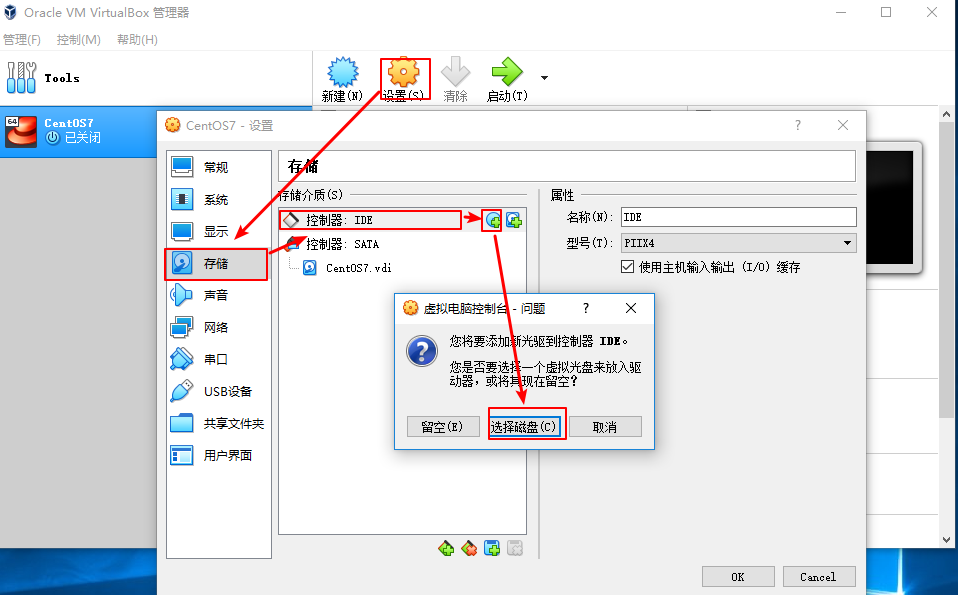 Oracle VM VirtualBox 管理器
管理(F) 控制(M) 帮助(H)
Tools
新建(N) 设置(S) 清除 启动(T)
64
CentOS7
已关闭
CentOS7 - 设置
常规
系统
显示
存储
声音
网络
串口
USB设备
共享文件夹
用户界面
存储
存储介质(S)
控制器: IDE
控制器: SATA
CentOS7.vdi
属性
名称(N): IDE
型号(T): PIIX4
使用主机输入输出 (I/O) 缓存
虚拟电脑控制台 - 问题
您将要添加新光驱到控制器 IDE。
您是否要选择一个虚拟光盘来放入驱
动器，或将其现在留空?
留空(E) 选择磁盘(C) 取消
OK Cancel